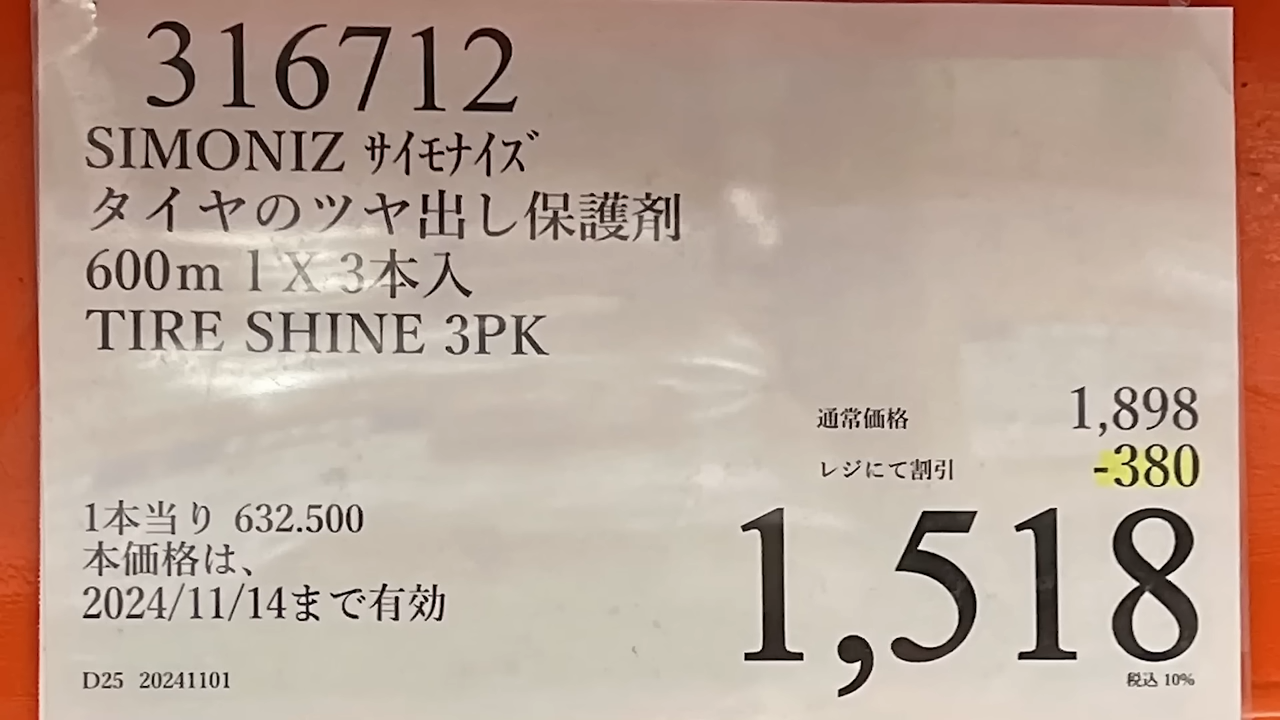 316712
SIMONIZ サイモナイズ
タイヤのツヤ出し保護剤
600ml X 3本入
TIRE SHINE 3PK
通常価格 1,898
レジにて割引 -380
1,518
税込 10%
1本当り 632.500
本価格は、
2024/11/14まで有効
D25 20241101